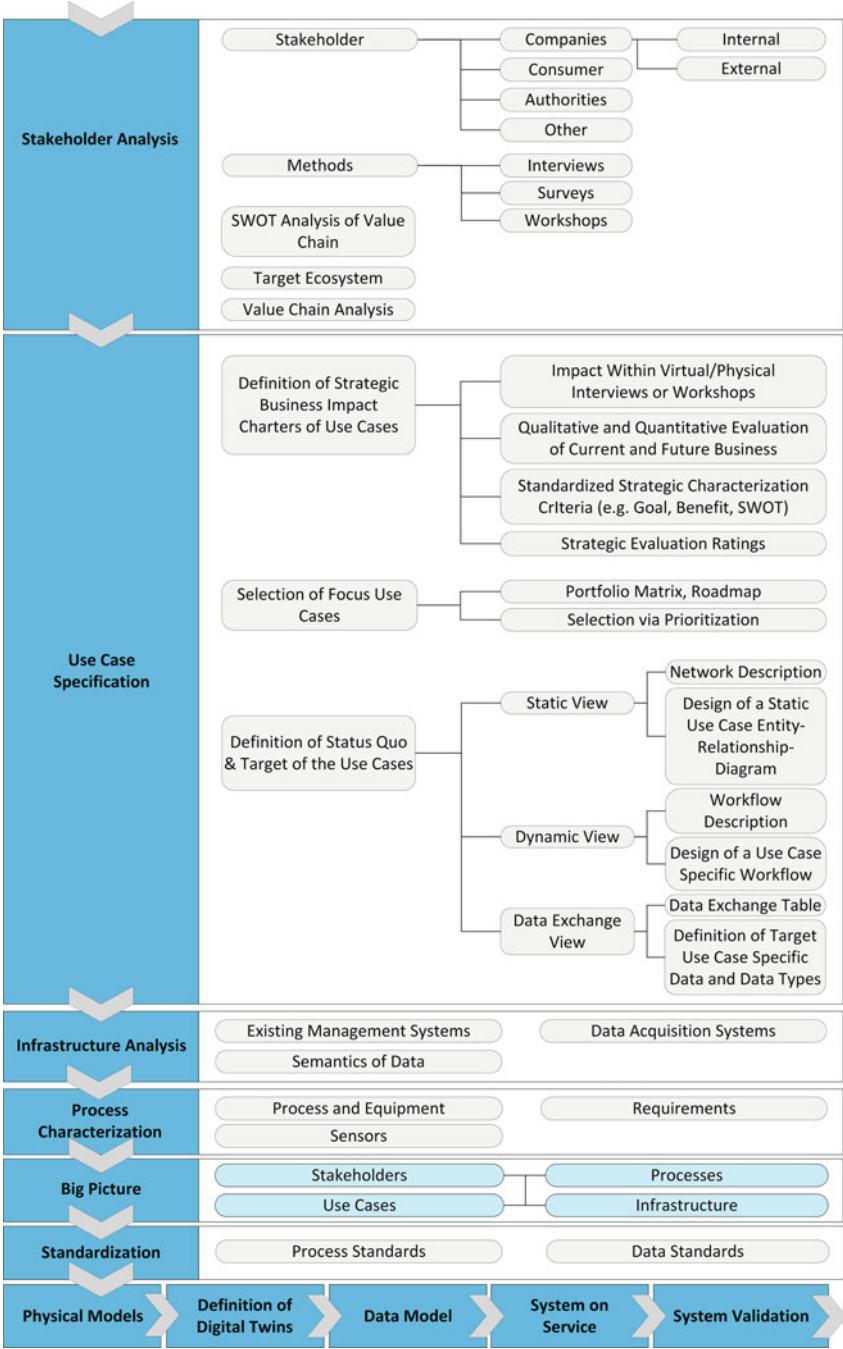 Stakeholder Analysis
Stakeholder
Companies
Internal
External
Consumer
Authorities
Other
Methods
Interviews
Surveys
Workshops
SWOT Analysis of Value
Chain
Target Ecosystem
Value Chain Analysis
Use Case
Specification
Definition of Strategic
Business Impact
Charters of Use Cases
Impact Within Virtual/Physical
Interviews or Workshops
Qualitative and Quantitative Evaluation
of Current and Future Business
Standardized Strategic Characterization
CrIteria (e.g. Goal, Benefit, SWOT)
Strategic Evaluation Ratings
Selection of Focus Use
Cases
Portfolio Matrix, Roadmap
Selection via Prioritization
Definition of Status Quo
& Target of the Use Cases
Static View
Network Description
Design of a Static
Use Case Entity-
Relationship-
Diagram
Dynamic View
Workflow
Description
Design of a Use Case
Specific Workflow
Data Exchange
View
Data Exchange Table
Definition of Target
Use Case Specific
Data and Data Types
Infrastructure Analysis
Existing Management Systems
Data Acquisition Systems
Semantics of Data
Process
Characterization
Process and Equipment
Requirements
Sensors
Big Picture
Stakeholders
Processes
Use Cases
Infrastructure
Standardization
Process Standards
Data Standards
Physical Models
Definition of
Digital Twins
Data Model
System on
Service
System Validation